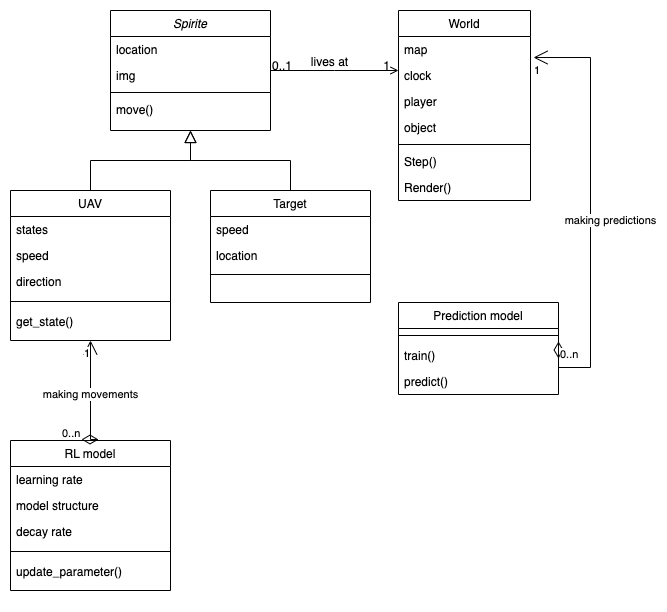 Spirite
location
img
move()
0..1
lives at
1
World
map
clock
player
object
Step()
Render()
1
making predictions
UAV
states
speed
direction
get_state()
Target
speed
location
Prediction model
train()
predict()
0..n
1
making movements
0..n
RL model
learning rate
model structure
decay rate
update_parameter()